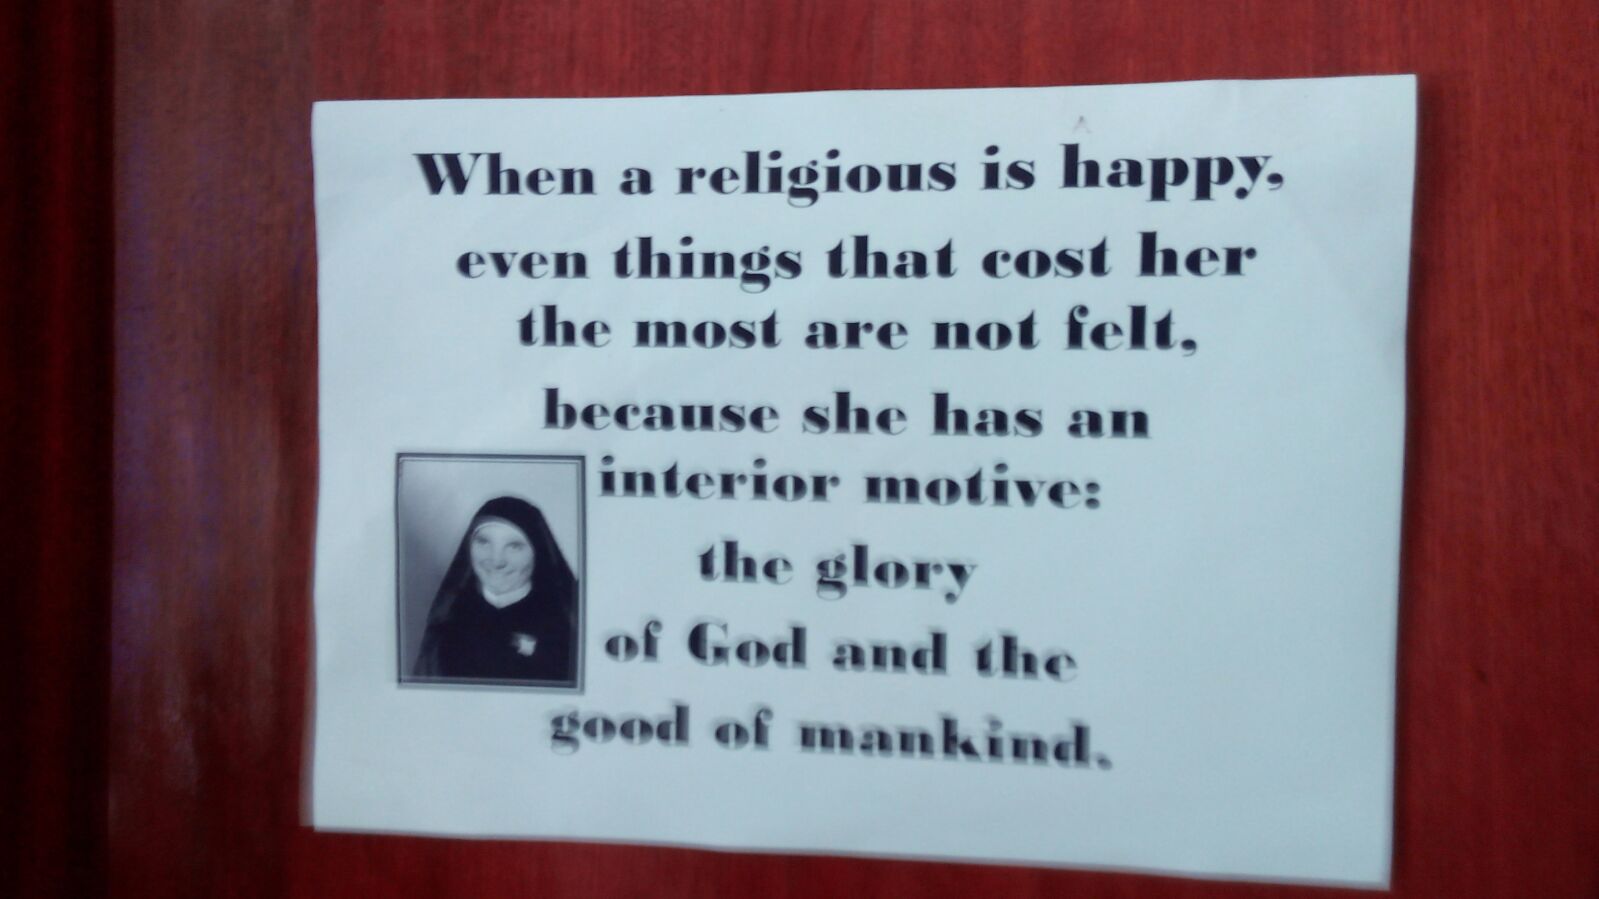 When a religious is happy,
even things that cost her
the most are not felt,
because she has an
interior motive:
the glory
of God and the
good of mankind.